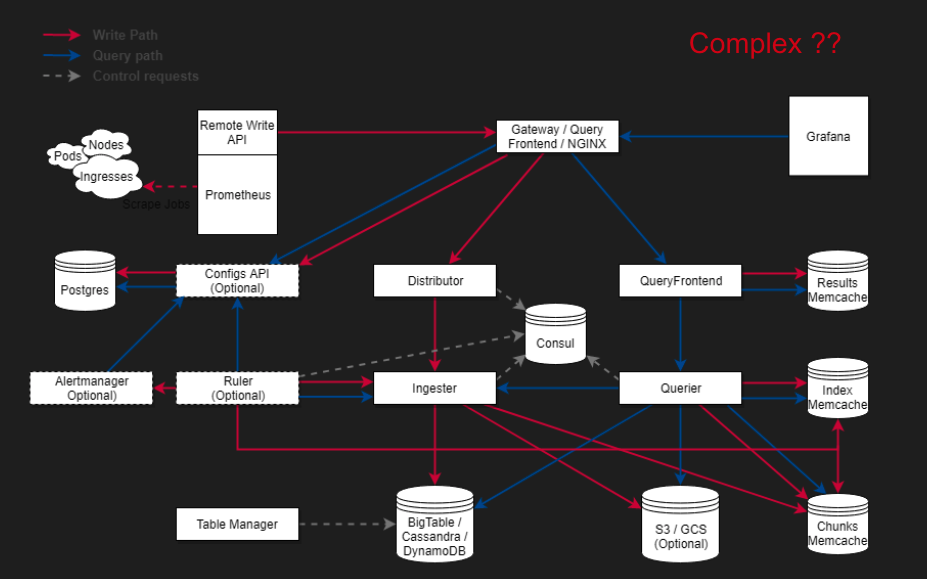 Write Path
Query path
Control requests
Complex ??
Remote Write
API
Prometheus
Nodes
Pods
Ingresses
Scrape Jobs
Gateway / Query
Frontend / NGINX
Grafana
Postgres
Configs API
(Optional)
Distributor
QueryFrontend
Results
Memcache
Consul
Alertmanager
Optional)
Ruler
(Optional)
Ingester
Querier
Index
Memcache
Table Manager
BigTable /
Cassandra /
DynamoDB
S3 / GCS
(Optional)
Chunks
Memcache